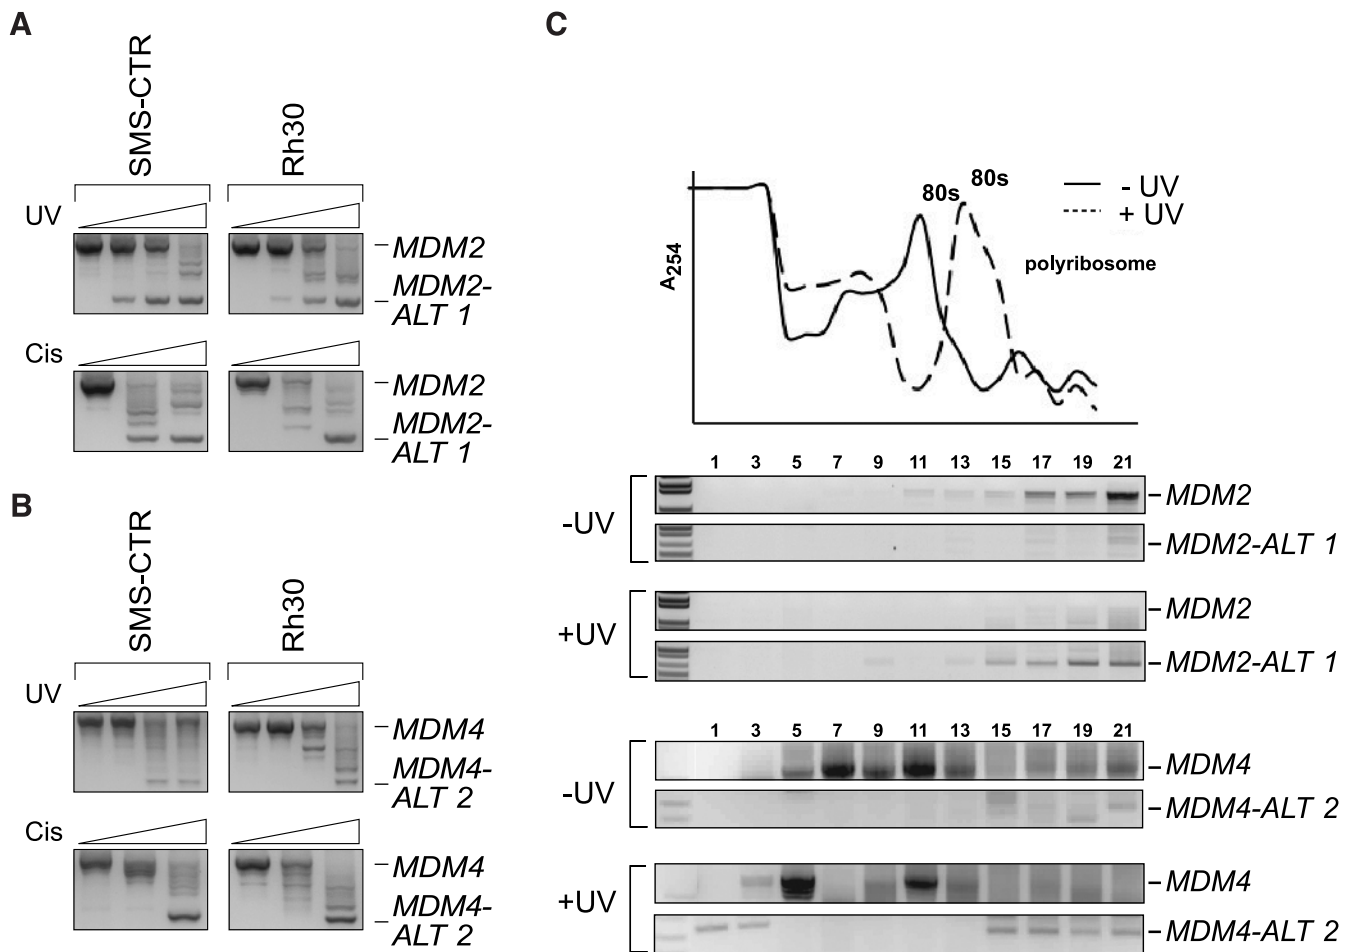 A
SMS-CTR
Rh30
UV
MDM2
MDM2-
ALT 1
Cis
MDM2
MDM2-
ALT 1
B
SMS-CTR
Rh30
UV
MDM4
MDM4-
ALT 2
Cis
MDM4
MDM4-
ALT 2
C
80s
80s
- UV
+ UV
polyribosome
A254
1 3 5 7 9 11 13 15 17 19 21
-UV
MDM2
MDM2-ALT 1
+UV
MDM2
MDM2-ALT 1
1 3 5 7 9 11 13 15 17 19 21
-UV
MDM4
MDM4-ALT 2
+UV
MDM4
MDM4-ALT 2